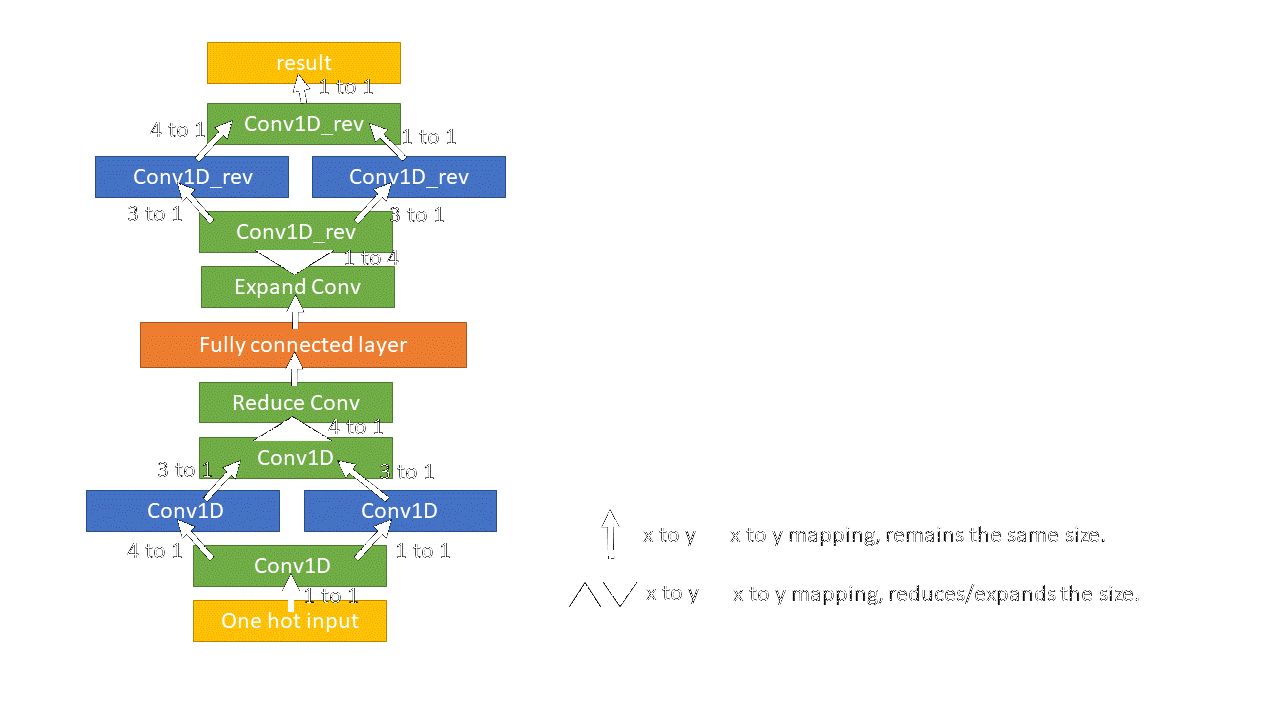 result
1 to 1
Conv1D_rev
4 to 1
1 to 1
Conv1D_rev
Conv1D_rev
3 to 1
3 to 1
Conv1D_rev
1 to 4
Expand Conv
Fully connected layer
Reduce Conv
4 to 1
Conv1D
3 to 1
3 to 1
Conv1D
Conv1D
4 to 1
1 to 1
Conv1D
1 to 1
One hot input
x to y x to y mapping, remains the same size.
x to y x to y mapping, reduces/expands the size.